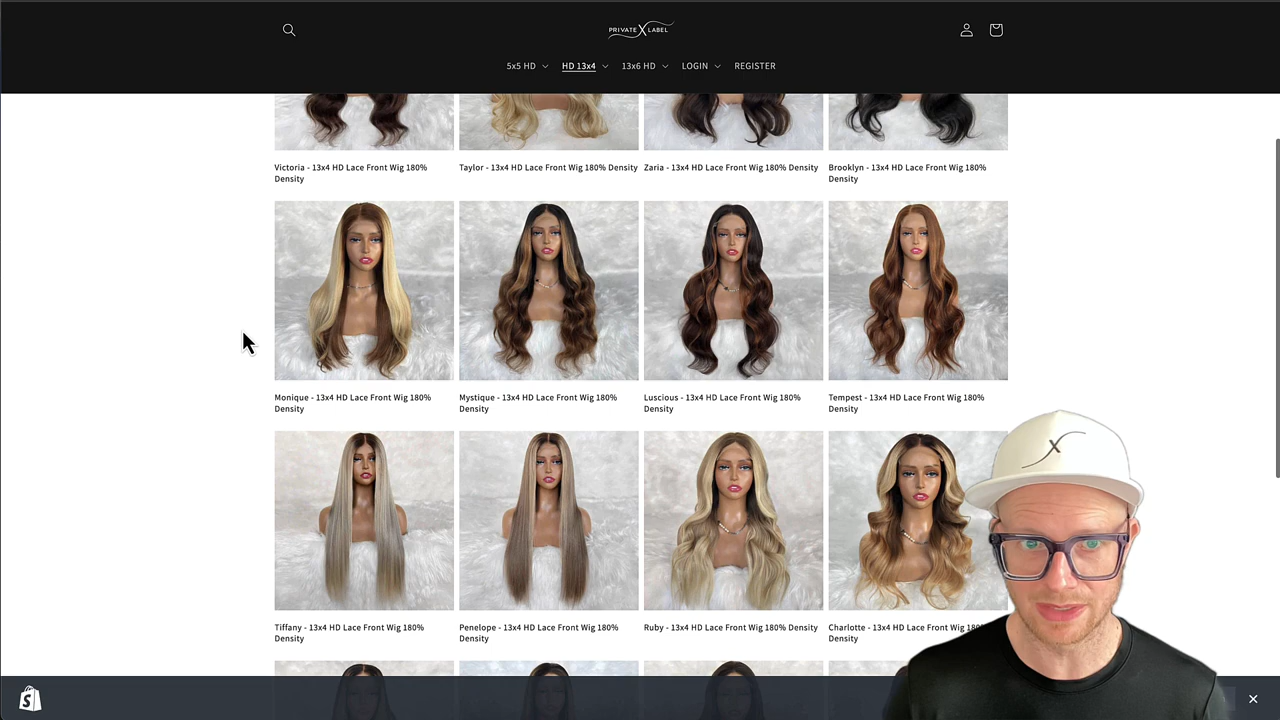 PRIVATE X LABEL
5x5 HD
HD 13x4
13x6 HD
LOGIN
REGISTER
Victoria - 13x4 HD Lace Front Wig 180%
Density
Taylor - 13x4 HD Lace Front Wig 180% Density
Zaria - 13x4 HD Lace Front Wig 180% Density
Brooklyn - 13x4 HD Lace Front Wig 180%
Density
Monique - 13x4 HD Lace Front Wig 180%
Density
Mystique - 13x4 HD Lace Front Wig 180%
Density
Luscious - 13x4 HD Lace Front Wig 180%
Density
Tempest - 13x4 HD Lace Front Wig 180%
Density
X
Tiffany - 13x4 HD Lace Front Wig 180%
Density
Penelope - 13x4 HD Lace Front Wig 180%
Density
Ruby - 13x4 HD Lace Front Wig 180% Density
Charlotte - 13x4 HD Lace Front Wig
Density
S